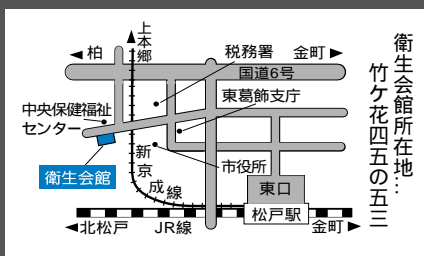 衛生会館所在地…
竹ケ花四五の五三
上本郷
柏
税務署
金町
国道6号
中央保健福祉
センター
東葛飾支庁
衛生会館
新京成線
市役所
東口
松戸駅
北松戸
JR線
金町